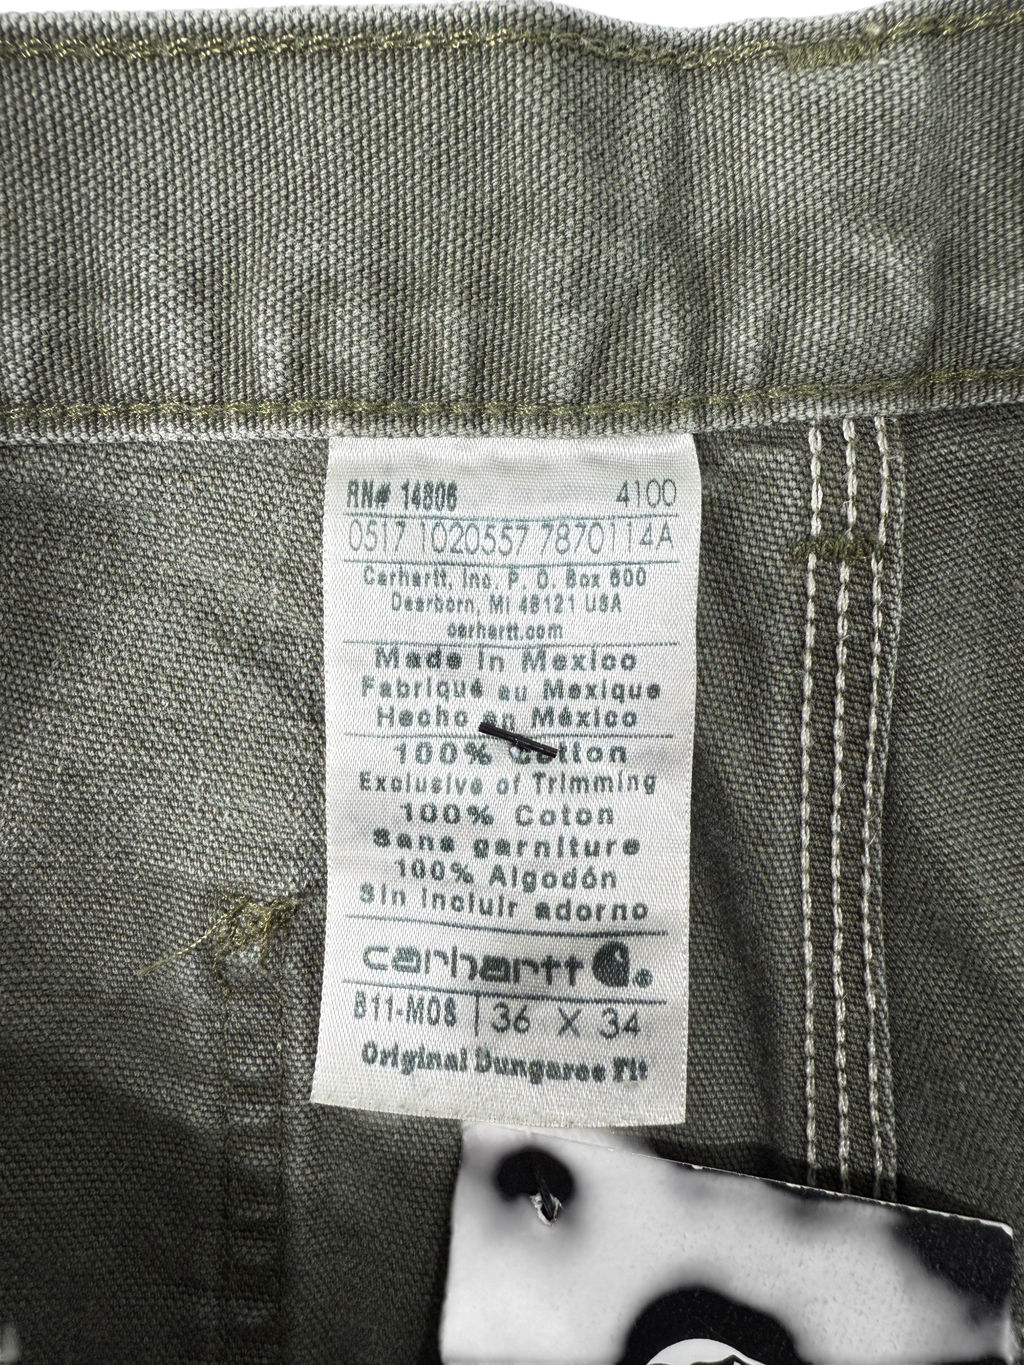 RN# 14806 4100
0517 1020557 7870114A
Carhartt, Inc. P. O. Box 600
Dearborn, MI 48121 USA
carhartt.com
Made In Mexico
Fabriqué au Mexique
Hecho en México
100% Cotton
Exclusive of Trimming
100% Coton
Sans garniture
100% Algodón
Sin incluir adorno
carhartt
B11-MOS 36 X 34
Original Dungaree Fit